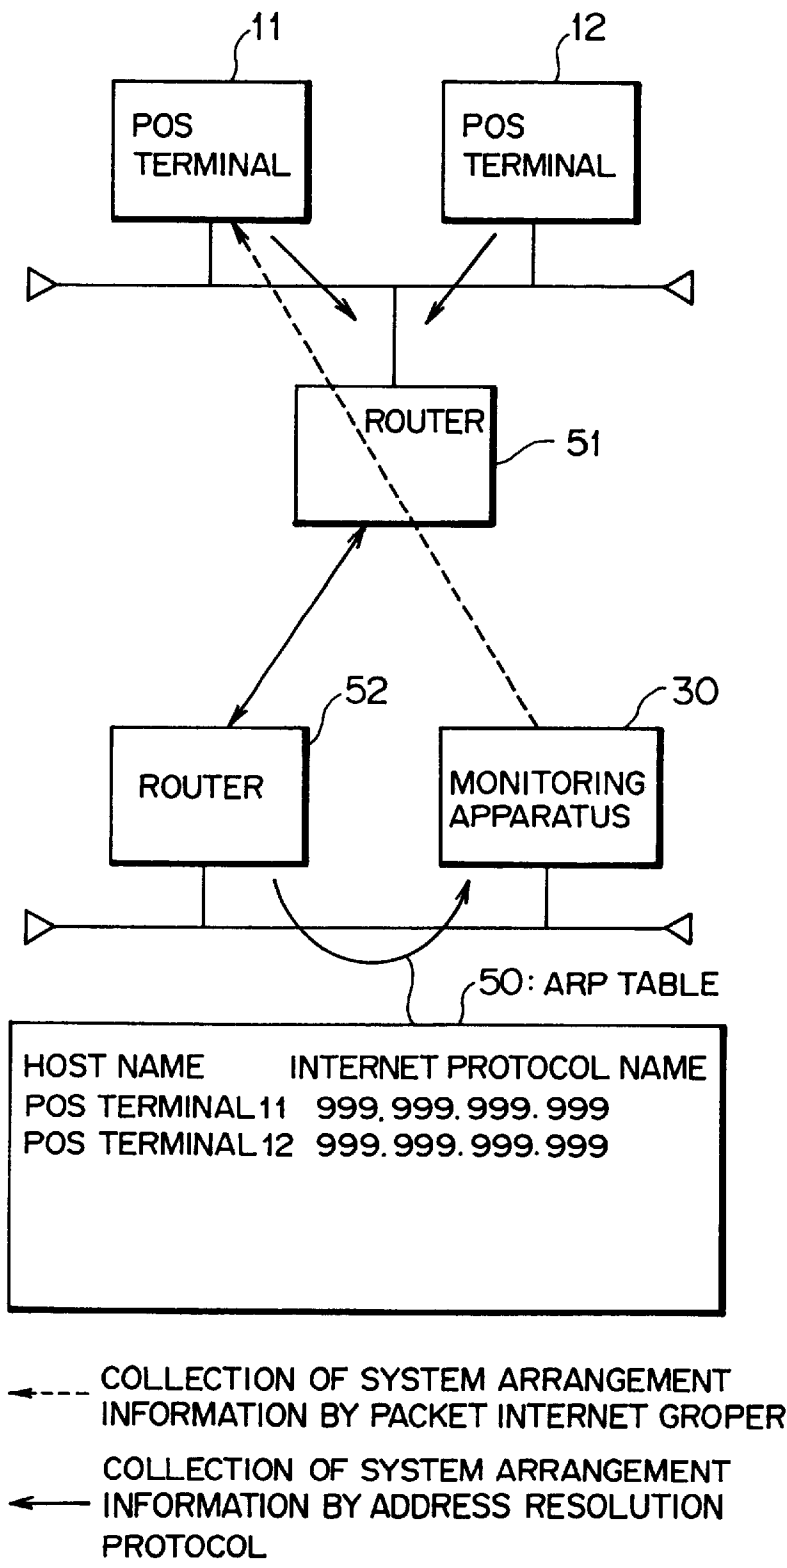 11
12
POS
TERMINAL
POS
TERMINAL
ROUTER
51
52
30
ROUTER
MONITORING
APPARATUS
50: ARP TABLE
HOST NAME INTERNET PROTOCOL NAME
POS TERMINAL 11 999.999.999.999
POS TERMINAL 12 999.999.999.999
COLLECTION OF SYSTEM ARRANGEMENT
INFORMATION BY PACKET INTERNET GROPER
COLLECTION OF SYSTEM ARRANGEMENT
INFORMATION BY ADDRESS RESOLUTION
PROTOCOL